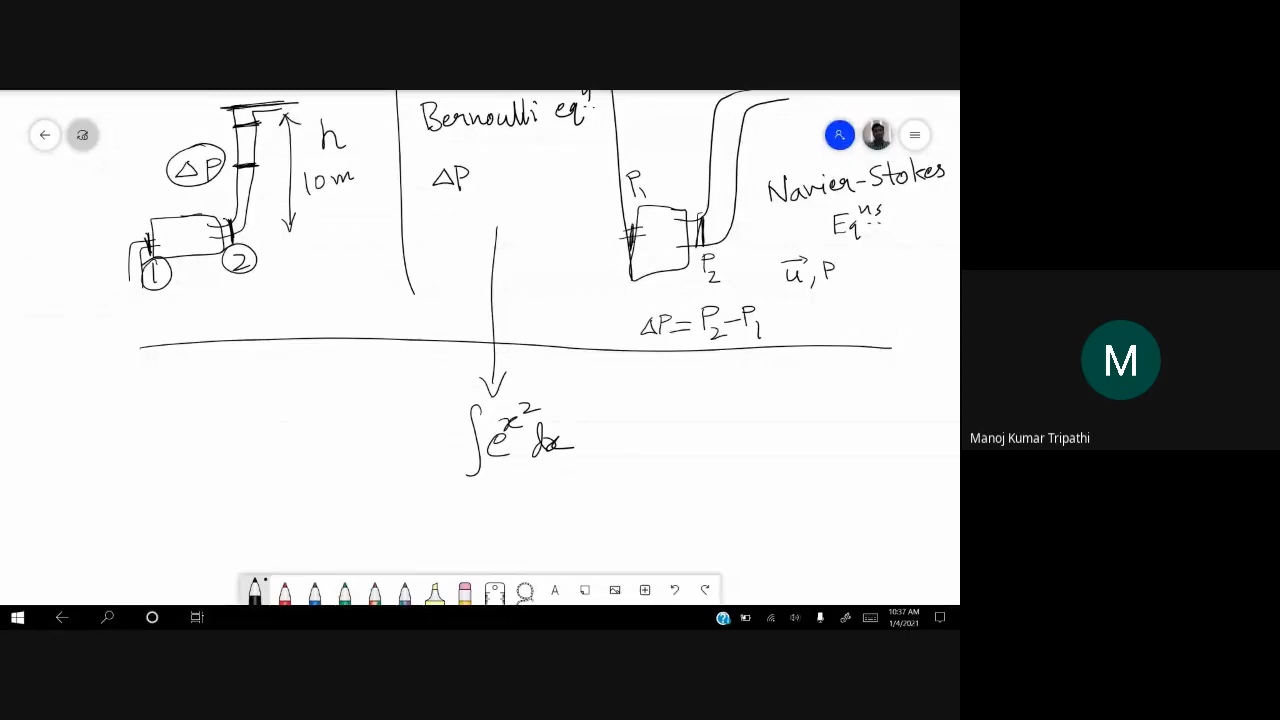 Bernoulli eqⁿ
ΔP
h
10m
ΔP
1
2
P₁
Navier-Stokes
Eqⁿˢ
P₂
u⃗, P
ΔP = P₂-P₁
∫e^x² dx
M
Manoj Kumar Tripathi
A
10:37 AM
1/4/2021